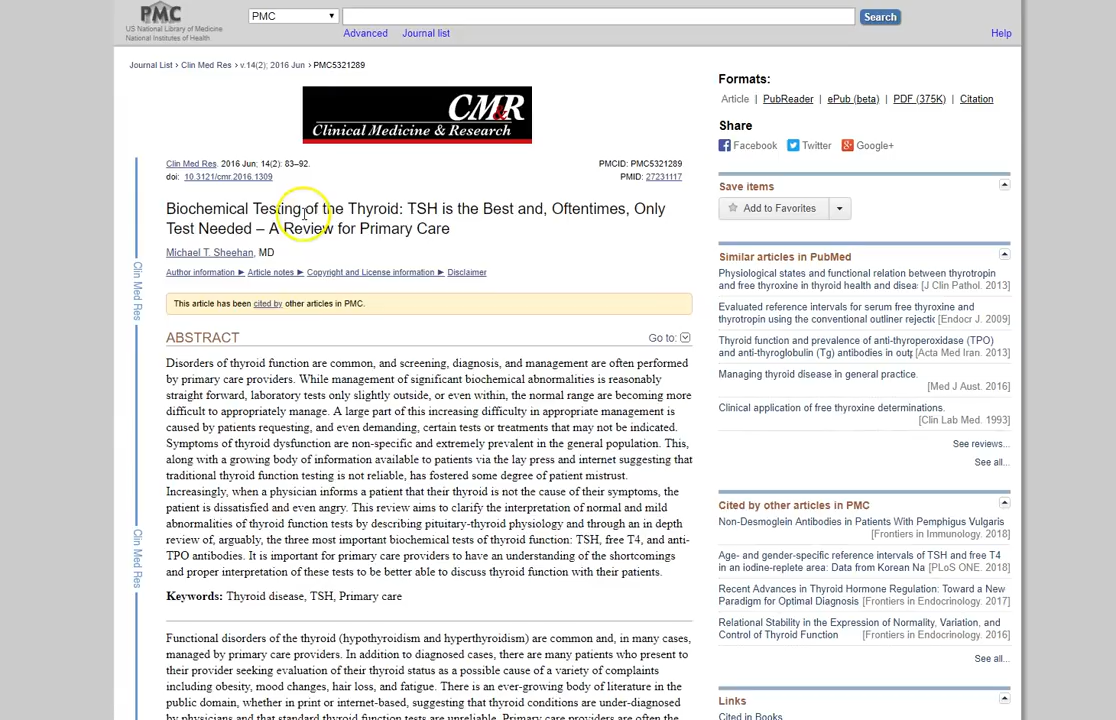 PMC
US National Library of Medicine
National Institutes of Health
PMC
Search
Advanced
Journal list
Help
Journal List > Clin Med Res > v.14(2); 2016 Jun > PMC5321289
CM&R
Clinical Medicine & Research
Clin Med Res. 2016 Jun; 14(2): 83–92.
PMCID: PMC5321289
doi: 10.3121/cmr.2016.1309
PMID: 27231117
Biochemical Testing of the Thyroid: TSH is the Best and, Oftentimes, Only
Test Needed – A Review for Primary Care
Michael T. Sheehan, MD
Author information ► Article notes ► Copyright and License information ► Disclaimer
This article has been cited by other articles in PMC.
ABSTRACT
Go to:
Disorders of thyroid function are common, and screening, diagnosis, and management are often performed
by primary care providers. While management of significant biochemical abnormalities is reasonably
straight forward, laboratory tests only slightly outside, or even within, the normal range are becoming more
difficult to appropriately manage. A large part of this increasing difficulty in appropriate management is
caused by patients requesting, and even demanding, certain tests or treatments that may not be indicated.
Symptoms of thyroid dysfunction are non-specific and extremely prevalent in the general population. This,
along with a growing body of information available to patients via the lay press and internet suggesting that
traditional thyroid function testing is not reliable, has fostered some degree of patient mistrust.
Increasingly, when a physician informs a patient that their thyroid is not the cause of their symptoms, the
patient is dissatisfied and even angry. This review aims to clarify the interpretation of normal and mild
abnormalities of thyroid function tests by describing pituitary-thyroid physiology and through an in depth
review of, arguably, the three most important biochemical tests of thyroid function: TSH, free T4, and anti-
TPO antibodies. It is important for primary care providers to have an understanding of the shortcomings
and proper interpretation of these tests to be better able to discuss thyroid function with their patients.
Keywords: Thyroid disease, TSH, Primary care
Functional disorders of the thyroid (hypothyroidism and hyperthyroidism) are common and, in many cases,
managed by primary care providers. In addition to diagnosed cases, there are many patients who present to
their provider seeking evaluation of their thyroid status as a possible cause of a variety of complaints
including obesity, mood changes, hair loss, and fatigue. There is an ever-growing body of literature in the
public domain, whether in print or internet-based, suggesting that thyroid conditions are under-diagnosed
by physicians and that standard thyroid function tests are unreliable. Primary care providers are often the
Clin Med Res
Clin Med Res
Formats:
Article | PubReader | ePub (beta) | PDF (375K) | Citation
Share
Facebook Twitter Google+
Save items
Add to Favorites
Similar articles in PubMed
Physiological states and functional relation between thyrotropin
and free thyroxine in thyroid health and disea [J Clin Pathol. 2013]
Evaluated reference intervals for serum free thyroxine and
thyrotropin using the conventional outliner rejectic [Endocr J. 2009]
Thyroid function and prevalence of anti-thyroperoxidase (TPO)
and anti-thyroglobulin (Tg) antibodies in outp [Acta Med Iran. 2013]
Managing thyroid disease in general practice.
[Med J Aust. 2016]
Clinical application of free thyroxine determinations.
[Clin Lab Med. 1993]
See reviews...
See all...
Cited by other articles in PMC
Non-Desmoglein Antibodies in Patients With Pemphigus Vulgaris
[Frontiers in Immunology. 2018]
Age- and gender-specific reference intervals of TSH and free T4
in an iodine-replete area: Data from Korean Na [PLoS ONE. 2018]
Recent Advances in Thyroid Hormone Regulation: Toward a New
Paradigm for Optimal Diagnosis [Frontiers in Endocrinology. 2017]
Relational Stability in the Expression of Normality, Variation, and
Control of Thyroid Function [Frontiers in Endocrinology. 2016]
See all...
Links
Cited in Books